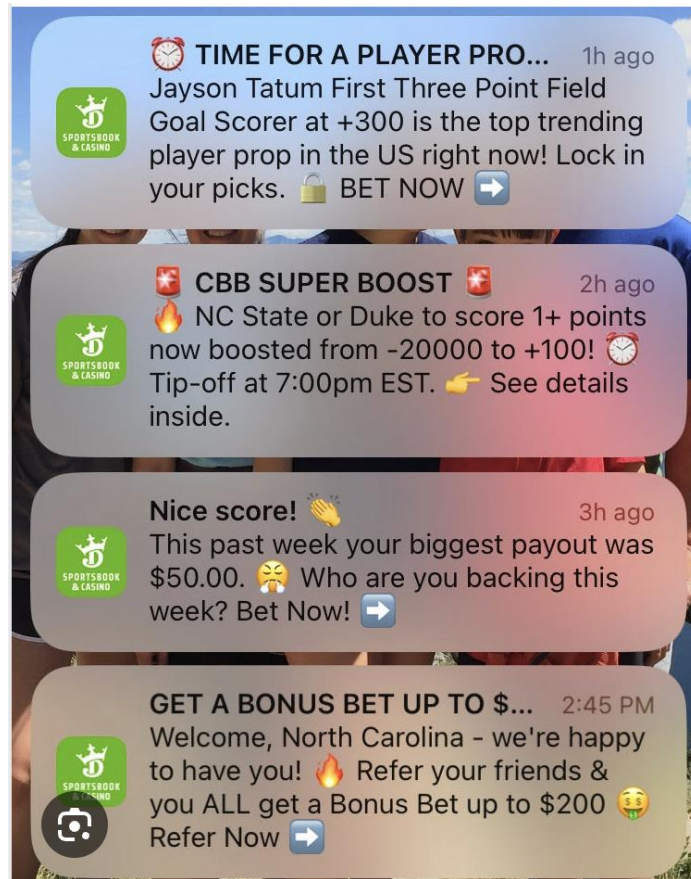 ⏰ TIME FOR A PLAYER PRO... 1h ago
Jayson Tatum First Three Point Field
Goal Scorer at +300 is the top trending
player prop in the US right now! Lock in
your picks. 🔒 BET NOW ➡️
SPORTSBOOK
& CASINO
🚨 CBB SUPER BOOST 🚨 2h ago
🔥 NC State or Duke to score 1+ points
now boosted from -20000 to +100! ⏰
Tip-off at 7:00pm EST. 👉 See details
inside.
SPORTSBOOK
& CASINO
Nice score! 👏 3h ago
This past week your biggest payout was
$50.00. 😤 Who are you backing this
week? Bet Now! ➡️
SPORTSBOOK
& CASINO
GET A BONUS BET UP TO $... 2:45 PM
Welcome, North Carolina - we're happy
to have you! 🔥 Refer your friends &
you ALL get a Bonus Bet up to $200 🤑
Refer Now ➡️
SPORTSBOOK
& CASINO